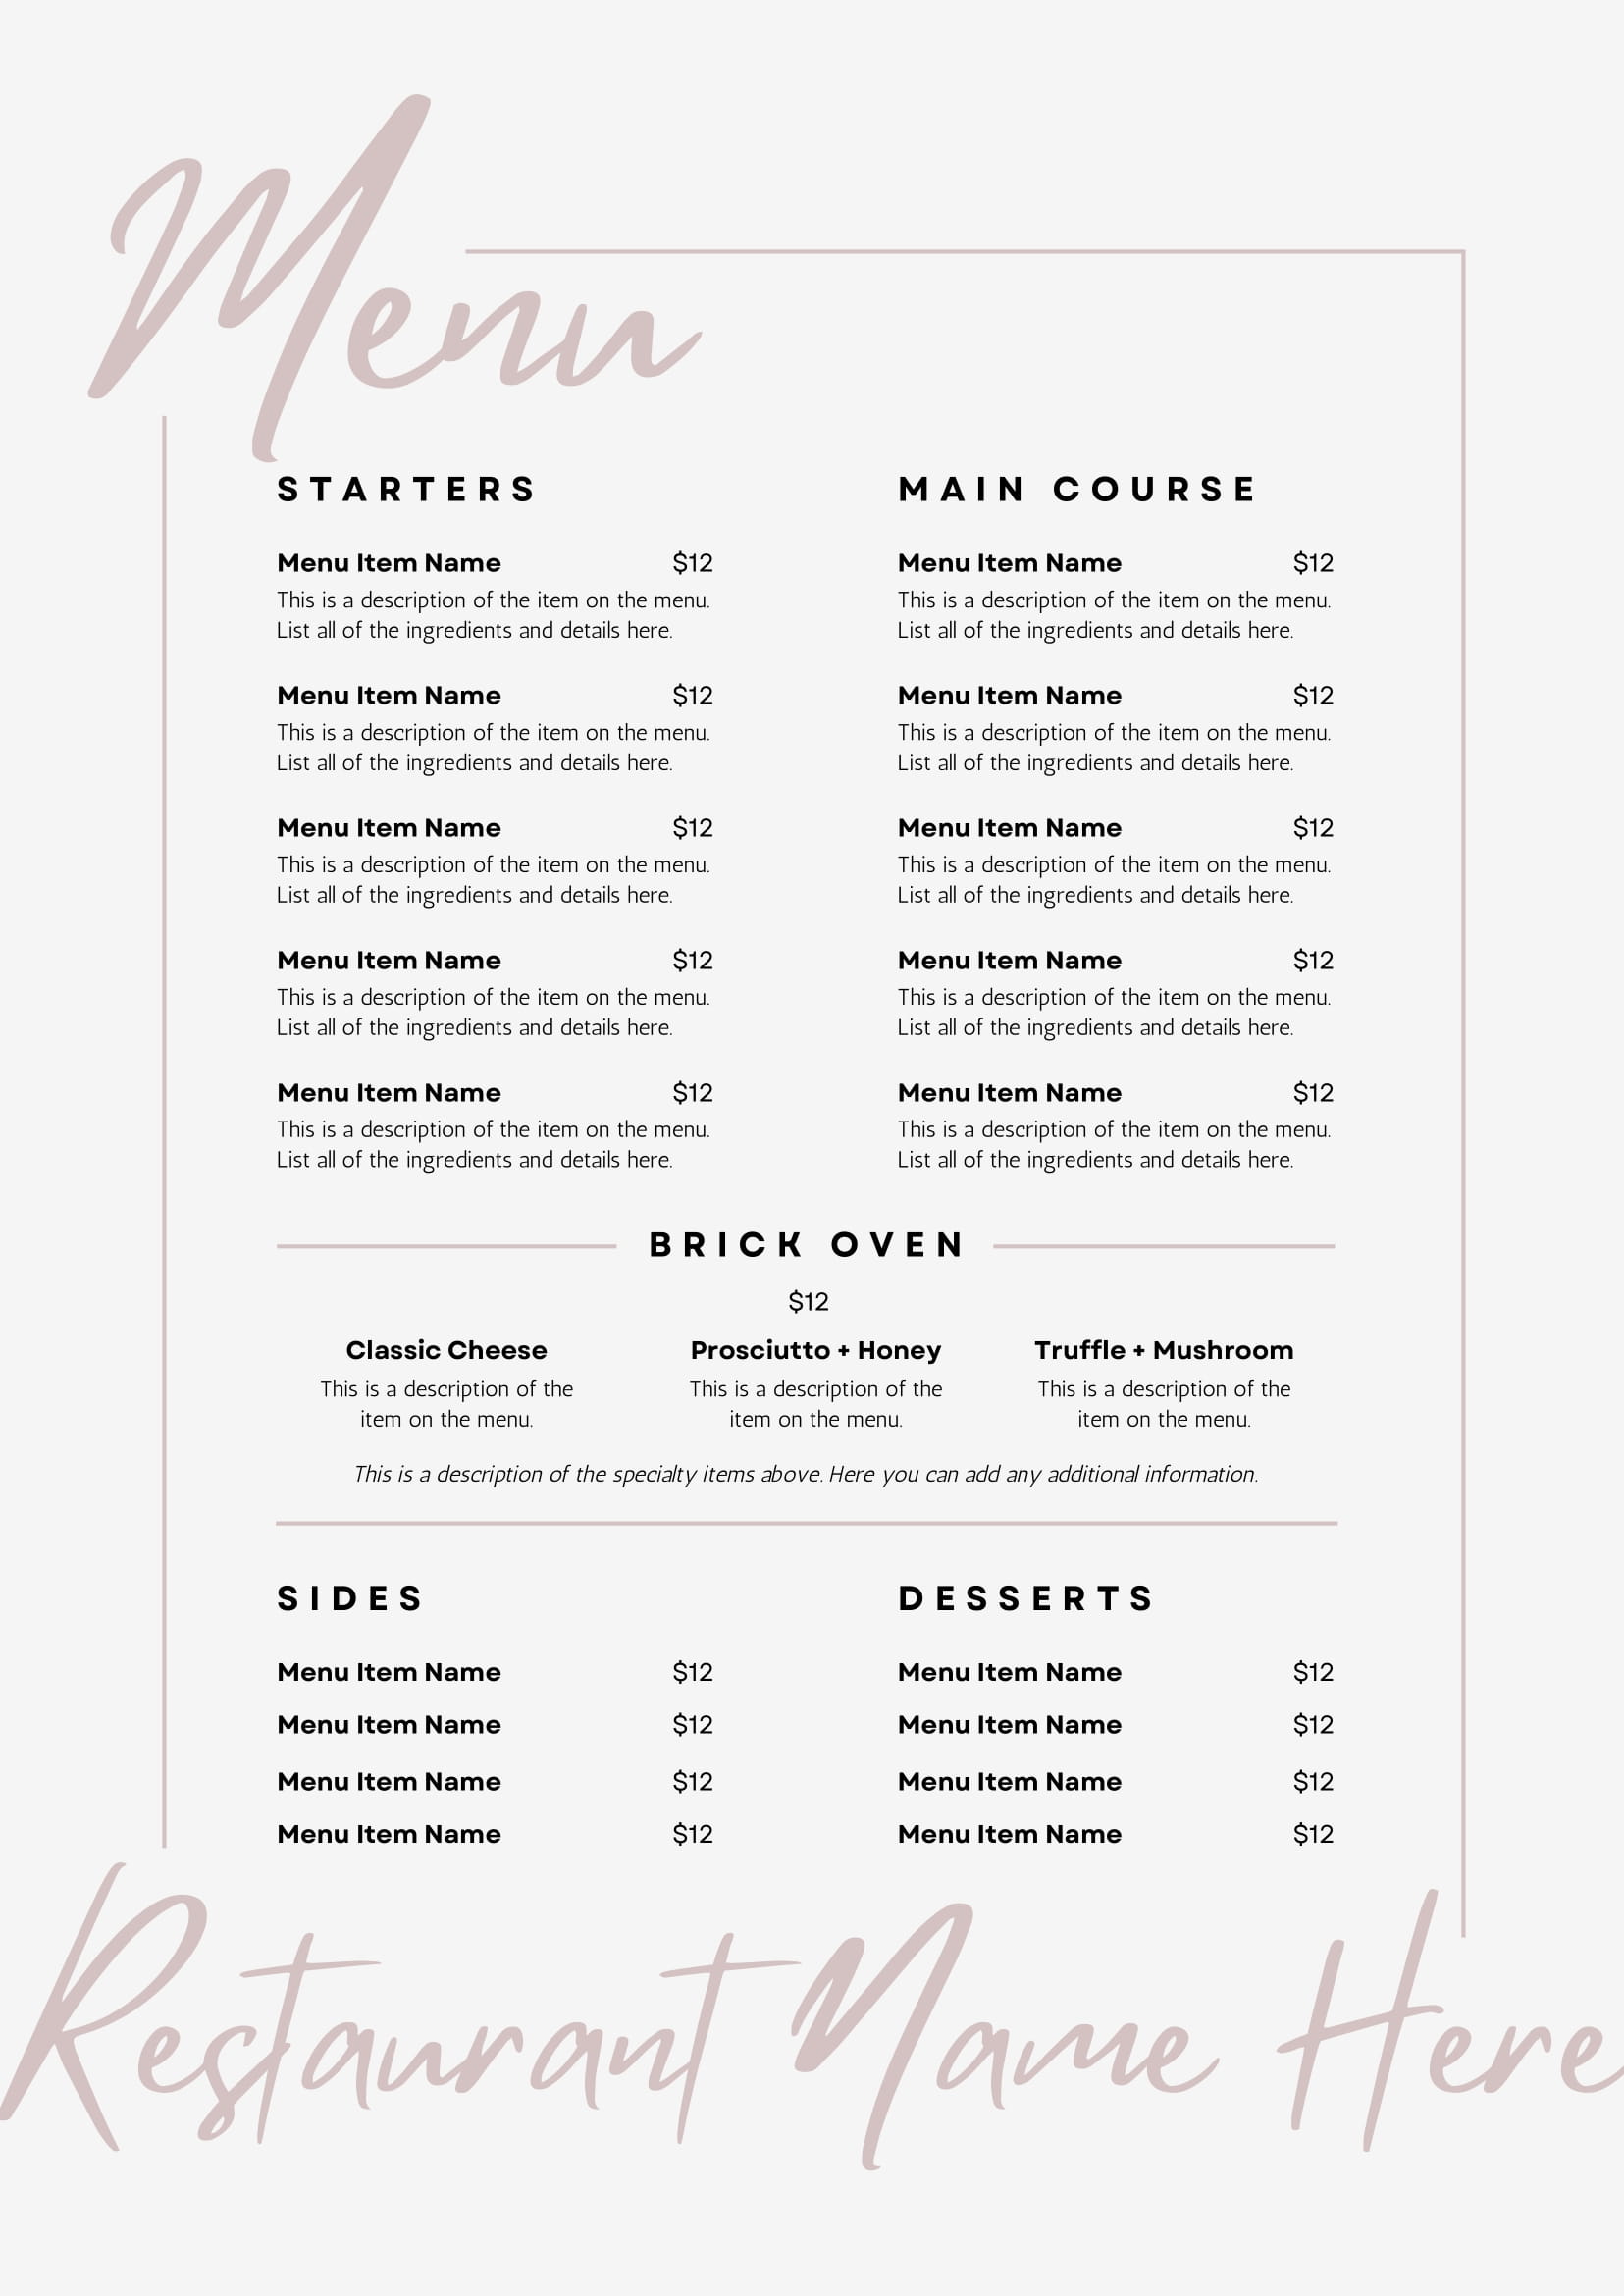 Menu
STARTERS
Menu Item Name $12
This is a description of the item on the menu.
List all of the ingredients and details here.
Menu Item Name $12
This is a description of the item on the menu.
List all of the ingredients and details here.
Menu Item Name $12
This is a description of the item on the menu.
List all of the ingredients and details here.
Menu Item Name $12
This is a description of the item on the menu.
List all of the ingredients and details here.
Menu Item Name $12
This is a description of the item on the menu.
List all of the ingredients and details here.
MAIN COURSE
Menu Item Name $12
This is a description of the item on the menu.
List all of the ingredients and details here.
Menu Item Name $12
This is a description of the item on the menu.
List all of the ingredients and details here.
Menu Item Name $12
This is a description of the item on the menu.
List all of the ingredients and details here.
Menu Item Name $12
This is a description of the item on the menu.
List all of the ingredients and details here.
Menu Item Name $12
This is a description of the item on the menu.
List all of the ingredients and details here.
BRICK OVEN
$12
Classic Cheese
This is a description of the
item on the menu.
Prosciutto + Honey
This is a description of the
item on the menu.
Truffle + Mushroom
This is a description of the
item on the menu.
This is a description of the specialty items above. Here you can add any additional information.
SIDES
Menu Item Name $12
Menu Item Name $12
Menu Item Name $12
Menu Item Name $12
DESSERTS
Menu Item Name $12
Menu Item Name $12
Menu Item Name $12
Menu Item Name $12
Restaurant Name Here